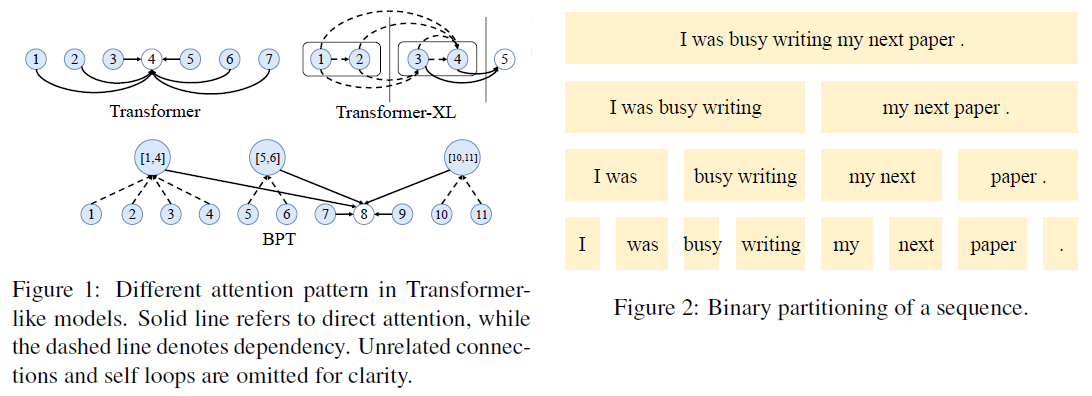 1 2 3 4 5 6 7
Transformer
1 2 3 4 5
Transformer-XL
[1,4] [5,6] [10,11]
1 2 3 4 5 6 7 8 9 10 11
BPT
Figure 1: Different attention pattern in Transformer-
like models. Solid line refers to direct attention, while
the dashed line denotes dependency. Unrelated connec-
tions and self loops are omitted for clarity.
I was busy writing my next paper .
I was busy writing my next paper .
I was busy writing my next paper .
I was busy writing my next paper .
Figure 2: Binary partitioning of a sequence.